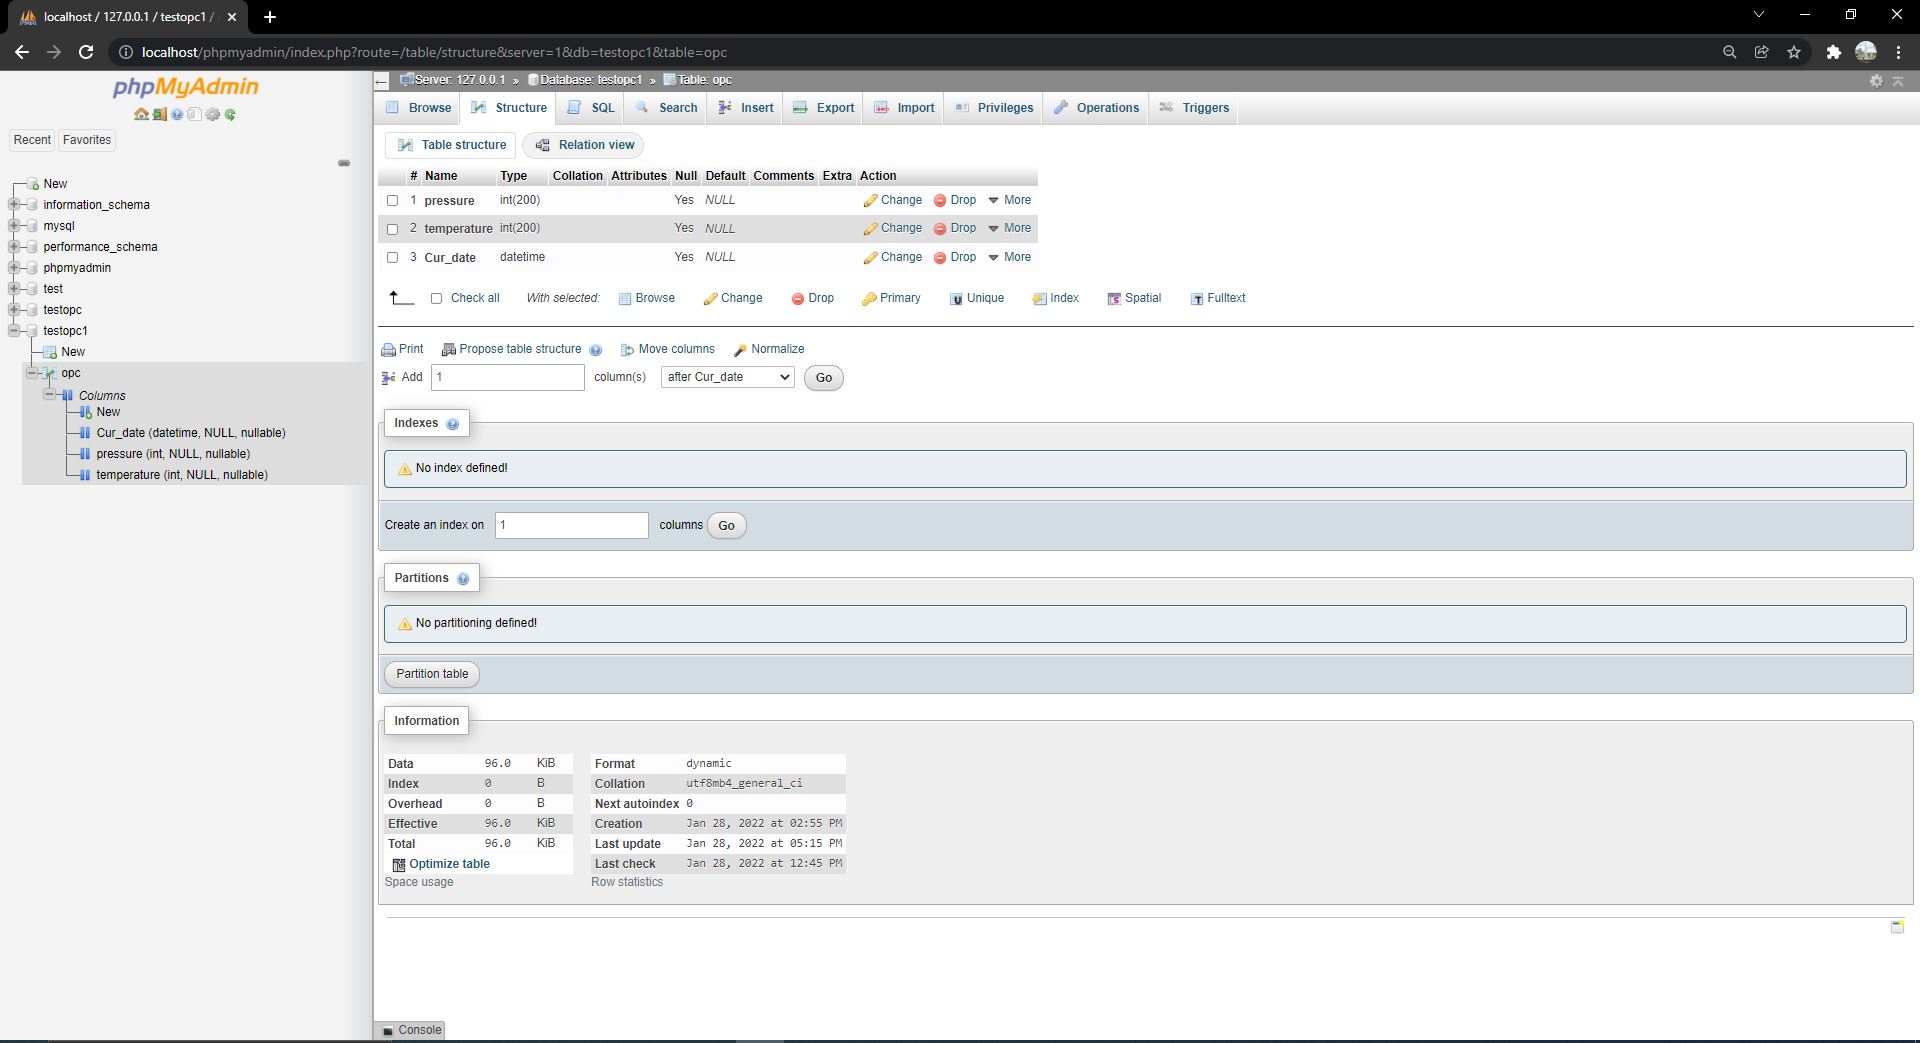 localhost / 127.0.0.1 / testopc1 /
localhost/phpmyadmin/index.php?route=/table/structure&server=1&db=testopc1&table=opc
phpMyAdmin
Recent Favorites
New
information_schema
mysql
performance_schema
phpmyadmin
test
testopc
testopc1
New
opc
Columns
New
Cur_date (datetime, NULL, nullable)
pressure (int, NULL, nullable)
temperature (int, NULL, nullable)
Server: 127.0.0.1 » Database: testopc1 » Table: opc
Browse Structure SQL Search Insert Export Import Privileges Operations Triggers
Table structure Relation view
# Name Type Collation Attributes Null Default Comments Extra Action
1 pressure int(200) Yes NULL Change Drop More
2 temperature int(200) Yes NULL Change Drop More
3 Cur_date datetime Yes NULL Change Drop More
Check all With selected: Browse Change Drop Primary Unique Index Spatial Fulltext
Print Propose table structure Move columns Normalize
Add 1 column(s) after Cur_date Go
Indexes
No index defined!
Create an index on 1 columns Go
Partitions
No partitioning defined!
Partition table
Information
Data 96.0 KiB
Index 0 B
Overhead 0 B
Effective 96.0 KiB
Total 96.0 KiB
Optimize table
Space usage
Format dynamic
Collation utf8mb4_general_ci
Next autoindex 0
Creation Jan 28, 2022 at 02:55 PM
Last update Jan 28, 2022 at 05:15 PM
Last check Jan 28, 2022 at 12:45 PM
Row statistics
Console